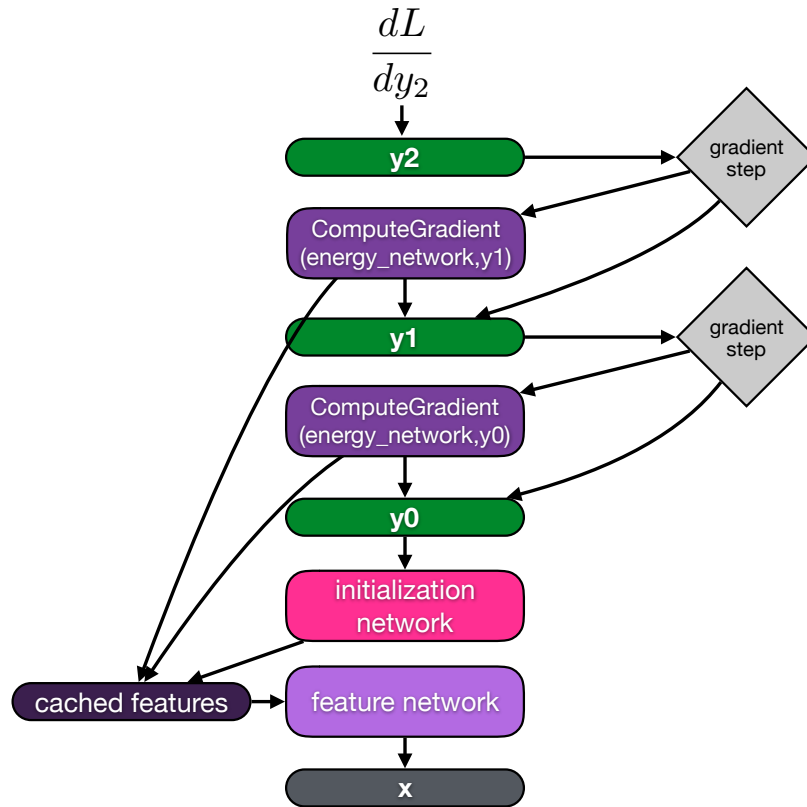 dL
dy₂
y2
gradient
step
ComputeGradient
(energy_network,y1)
y1
gradient
step
ComputeGradient
(energy_network,y0)
y0
initialization
network
cached features
feature network
x